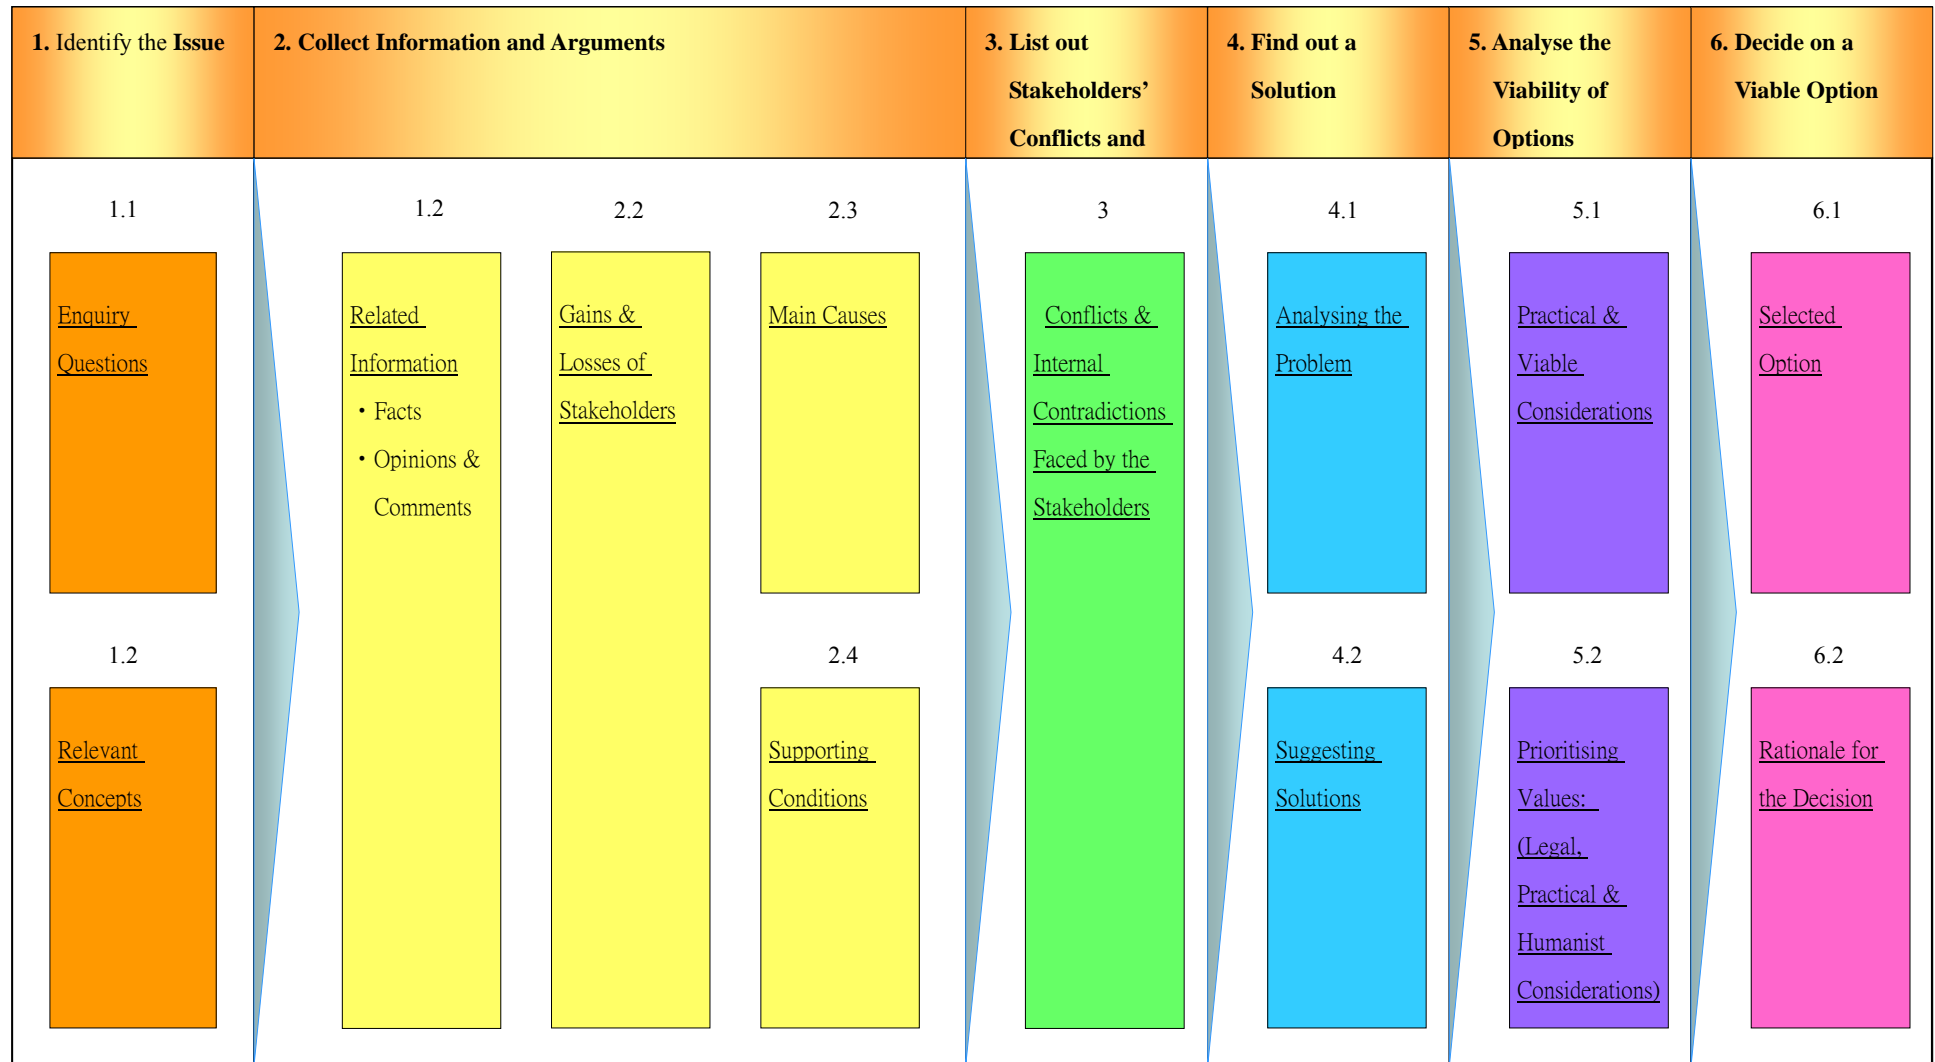 1. Identify the Issue
2. Collect Information and Arguments
3. List out
Stakeholders’
Conflicts and
4. Find out a
Solution
5. Analyse the
Viability of
Options
6. Decide on a
Viable Option
1.1
Enquiry
Questions
1.2
Relevant
Concepts
1.2
Related
Information
• Facts
• Opinions &
Comments
2.2
Gains &
Losses of
Stakeholders
2.3
Main Causes
2.4
Supporting
Conditions
3
Conflicts &
Internal
Contradictions
Faced by the
Stakeholders
4.1
Analysing the
Problem
4.2
Suggesting
Solutions
5.1
Practical &
Viable
Considerations
5.2
Prioritising
Values:
(Legal,
Practical &
Humanist
Considerations)
6.1
Selected
Option
6.2
Rationale for
the Decision